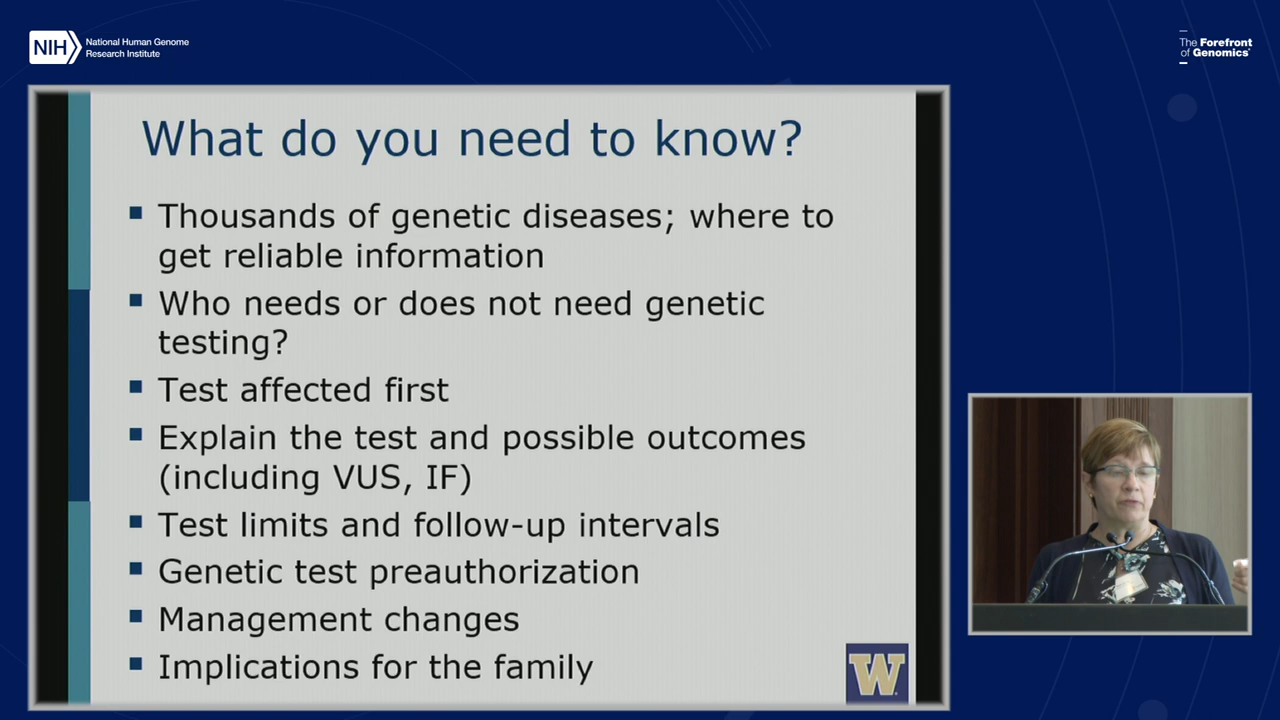 NIH
National Human Genome
Research Institute
The Forefront
of Genomics®
What do you need to know?
▪ Thousands of genetic diseases; where to
get reliable information
▪ Who needs or does not need genetic
testing?
▪ Test affected first
▪ Explain the test and possible outcomes
(including VUS, IF)
▪ Test limits and follow-up intervals
▪ Genetic test preauthorization
▪ Management changes
▪ Implications for the family
W